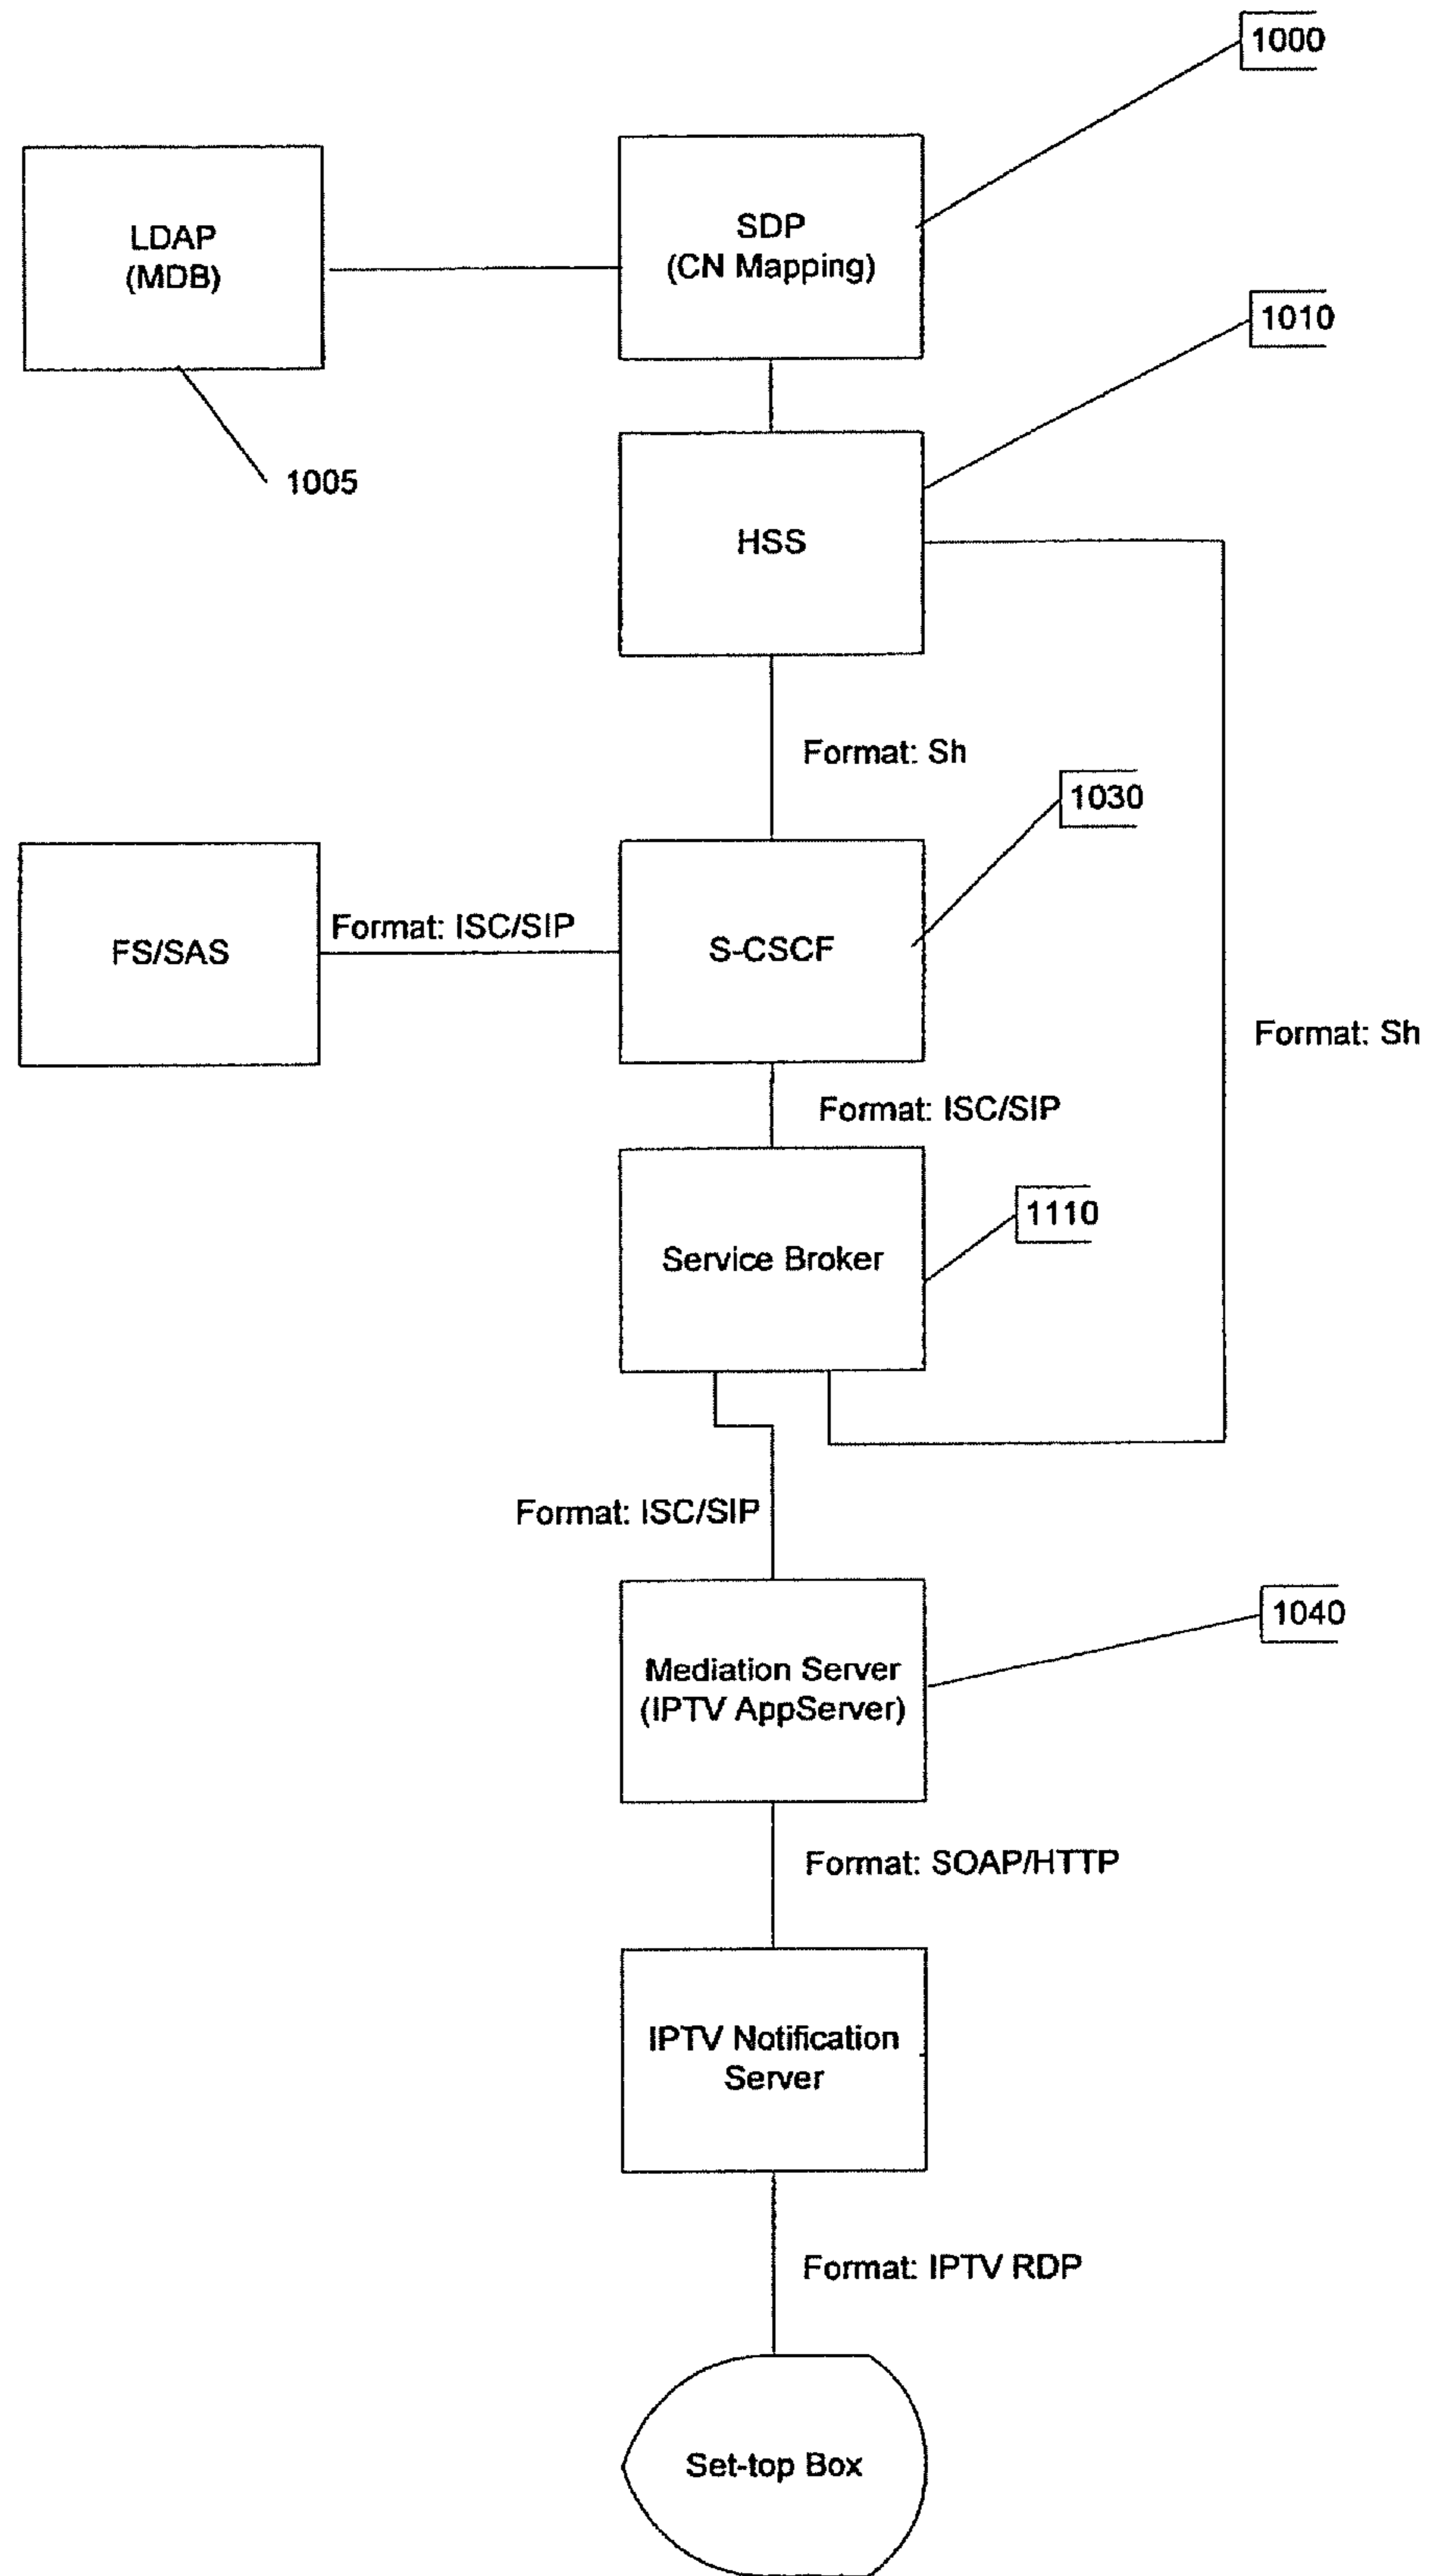 1000
LDAP
(MDB)
SDP
(CN Mapping)
1010
1005
HSS
Format: Sh
1030
FS/SAS
Format: ISC/SIP
S-CSCF
Format: Sh
Format: ISC/SIP
1110
Service Broker
Format: ISC/SIP
1040
Mediation Server
(IPTV AppServer)
Format: SOAP/HTTP
IPTV Notification
Server
Format: IPTV RDP
Set-top Box